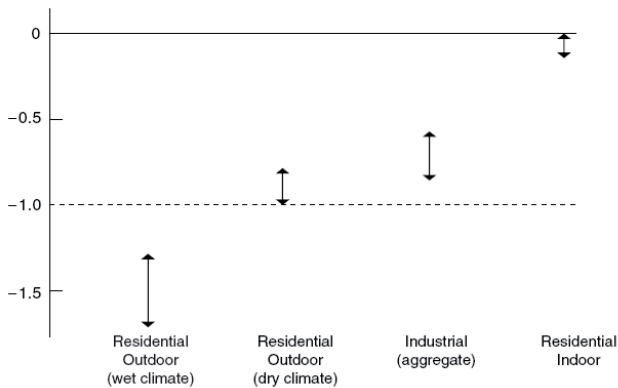 0
−0.5
−1.0
−1.5
Residential
Outdoor
(wet climate)
Residential
Outdoor
(dry climate)
Industrial
(aggregate)
Residential
Indoor